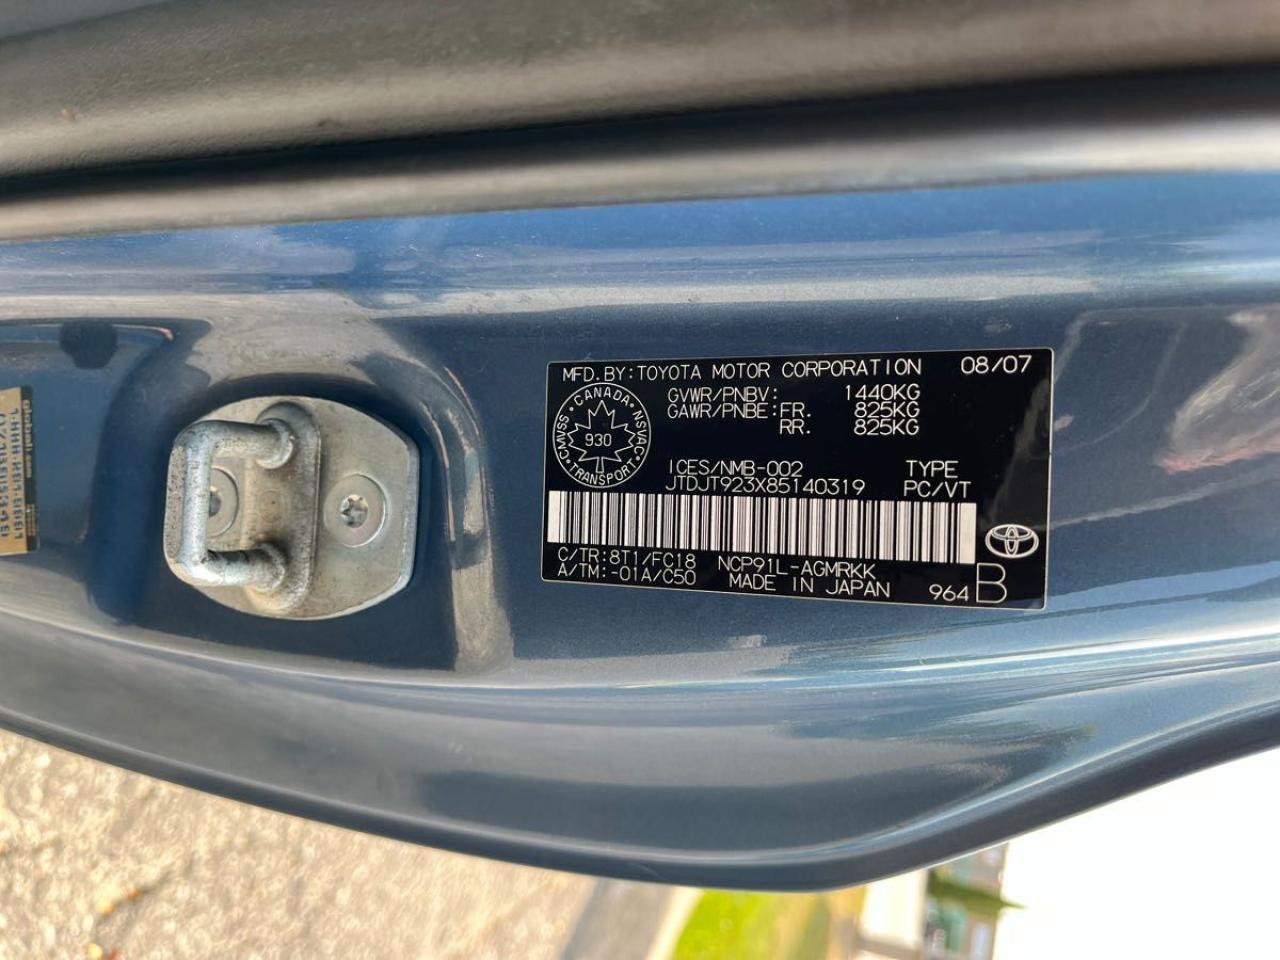 MFD.BY:TOYOTA MOTOR CORPORATION 08/07
GVWR/PNBV: 1440KG
GAWR/PNBE:FR. 825KG
RR. 825KG
CANADA · NSVAC · TRANSPORT · CMVSS
930
ICES/NMB-002 TYPE
JTDJT923X85140319 PC/VT
C/TR:8T1/FC18 NCP91L-AGMRKK
A/TM:-01A/C50 MADE IN JAPAN 964 B